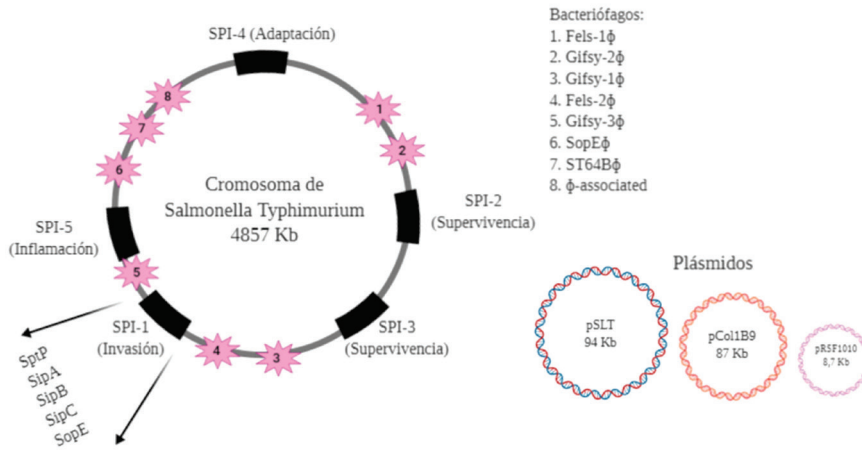 SPI-4 (Adaptación)
8
7
6
1
2
Cromosoma de
Salmonella Typhimurium
4857 Kb
SPI-5
(Inflamación)
5
SPI-2
(Supervivencia)
SPI-1
(Invasión)
4
3
SPI-3
(Supervivencia)
SptP
SipA
SipB
SipC
SopE
Bacteriófagos:
1. Fels-1ϕ
2. Gifsy-2ϕ
3. Gifsy-1ϕ
4. Fels-2ϕ
5. Gifsy-3ϕ
6. SopEϕ
7. ST64Bϕ
8. ϕ-associated
Plásmidos
pSLT
94 Kb
pCol1B9
87 Kb
pRSF1010
8,7 Kb